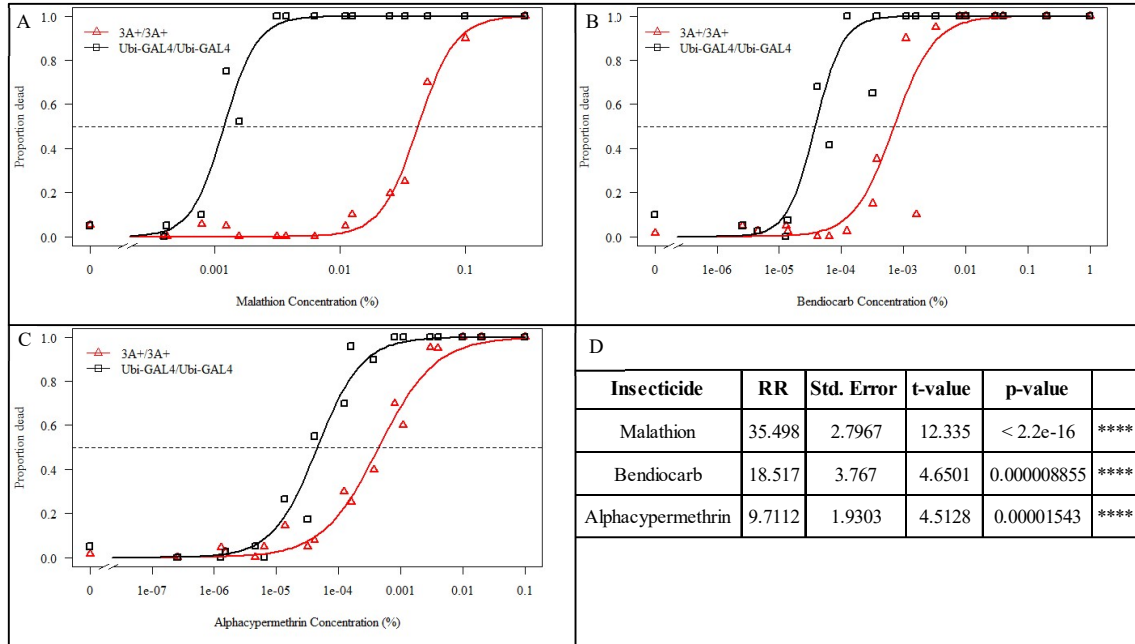 A
3A+/3A+
Ubi-GAL4/Ubi-GAL4
Proportion dead
1.0
0.8
0.6
0.4
0.2
0.0
0
0.001
0.01
0.1
Malathion Concentration (%)
B
3A+/3A+
Ubi-GAL4/Ubi-GAL4
Proportion dead
1.0
0.8
0.6
0.4
0.2
0.0
0
1e-06
1e-05
1e-04
1e-03
0.01
0.1
1
Bendiocarb Concentration (%)
C
3A+/3A+
Ubi-GAL4/Ubi-GAL4
Proportion dead
1.0
0.8
0.6
0.4
0.2
0.0
0
1e-07
1e-06
1e-05
1e-04
0.001
0.01
0.1
Alphacypermethrin Concentration (%)
D
Insecticide RR Std. Error t-value p-value
Malathion 35.498 2.7967 12.335 < 2.2e-16 ****
Bendiocarb 18.517 3.767 4.6501 0.000008855 ****
Alphacypermethrin 9.7112 1.9303 4.5128 0.00001543 ****